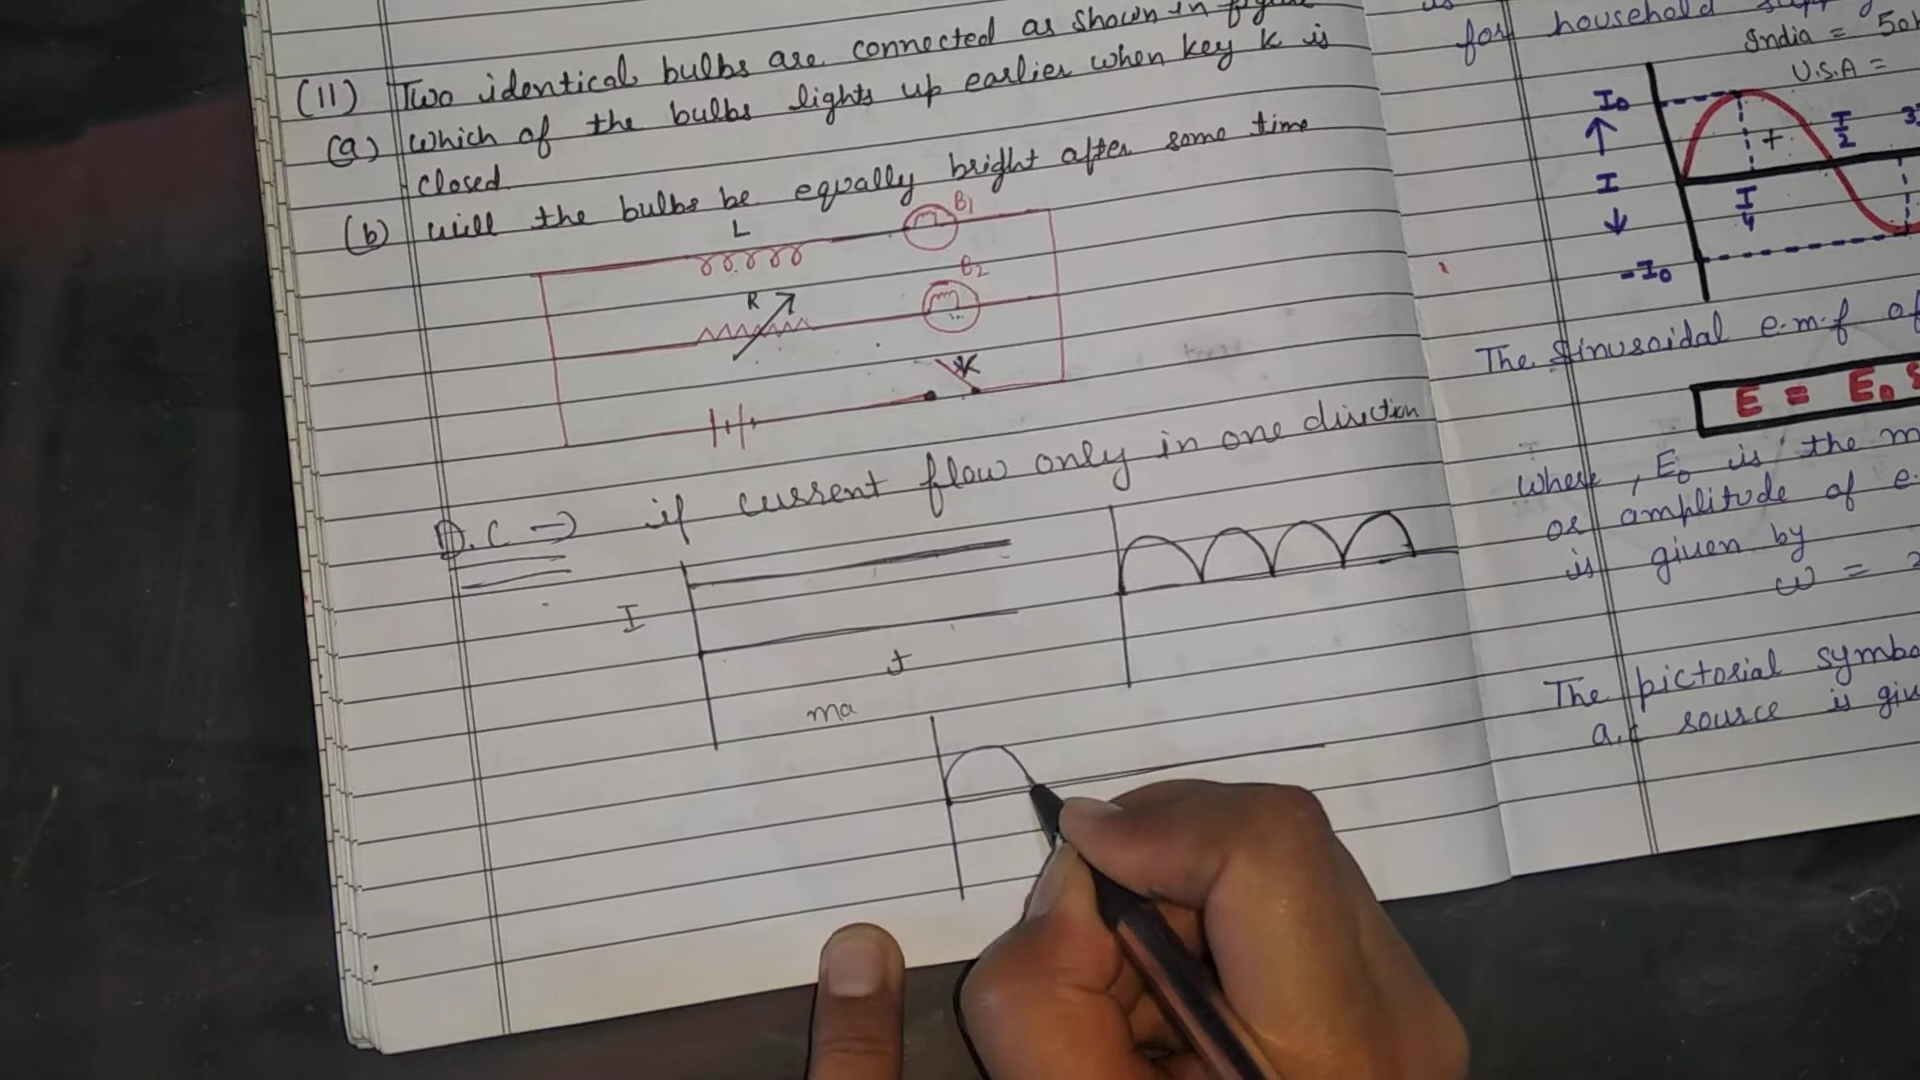 (11) Two identical bulbs are connected as shown in figure
(a) which of the bulbs lights up earlier when key K is
closed
(b) will the bulbs be equally bright after some time
L
B1
R
B2
K
D.C → if current flow only in one direction
I
t
ma
for household
India = 50
U.S.A =
I0
I
-I0
+
T/4
T/2
The sinusoidal e.m.f of
E = E0
where, E0 is the m
or amplitude of e.
is given by
ω = 2
The pictorial symbo
a.c source is giv